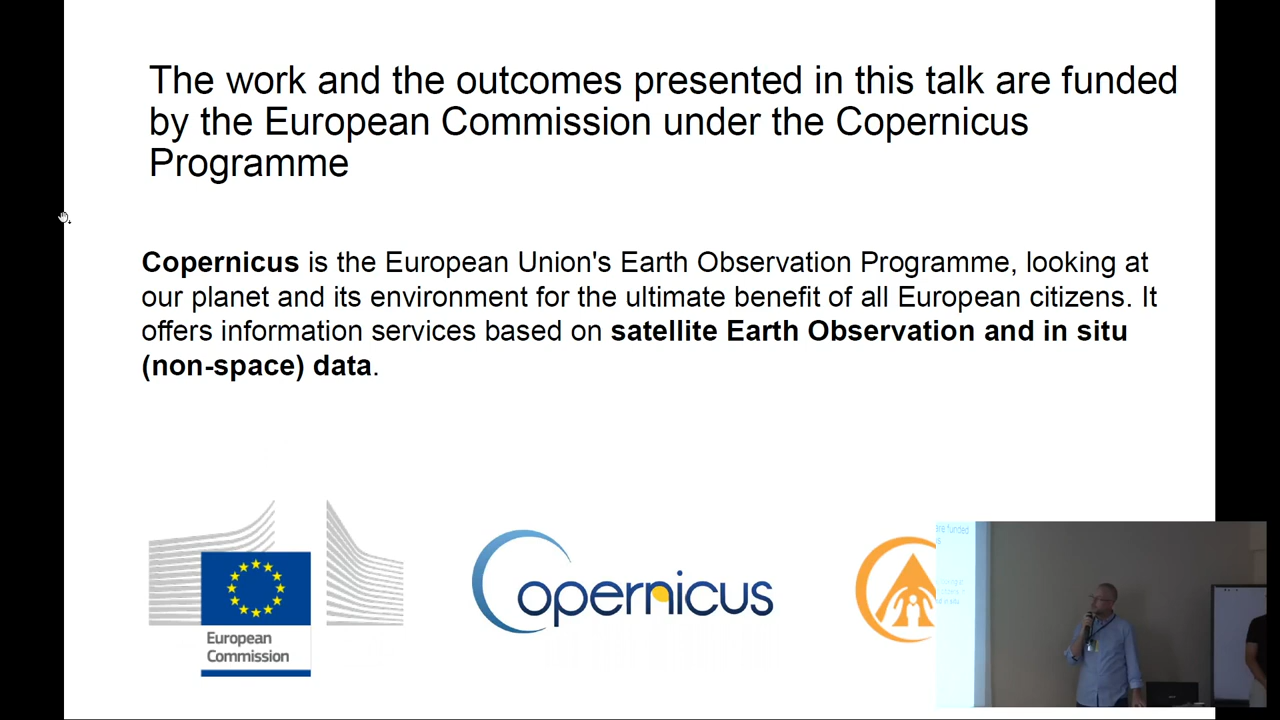 The work and the outcomes presented in this talk are funded
by the European Commission under the Copernicus
Programme
Copernicus is the European Union's Earth Observation Programme, looking at
our planet and its environment for the ultimate benefit of all European citizens. It
offers information services based on satellite Earth Observation and in situ
(non-space) data.
European
Commission
opernicus
are funded